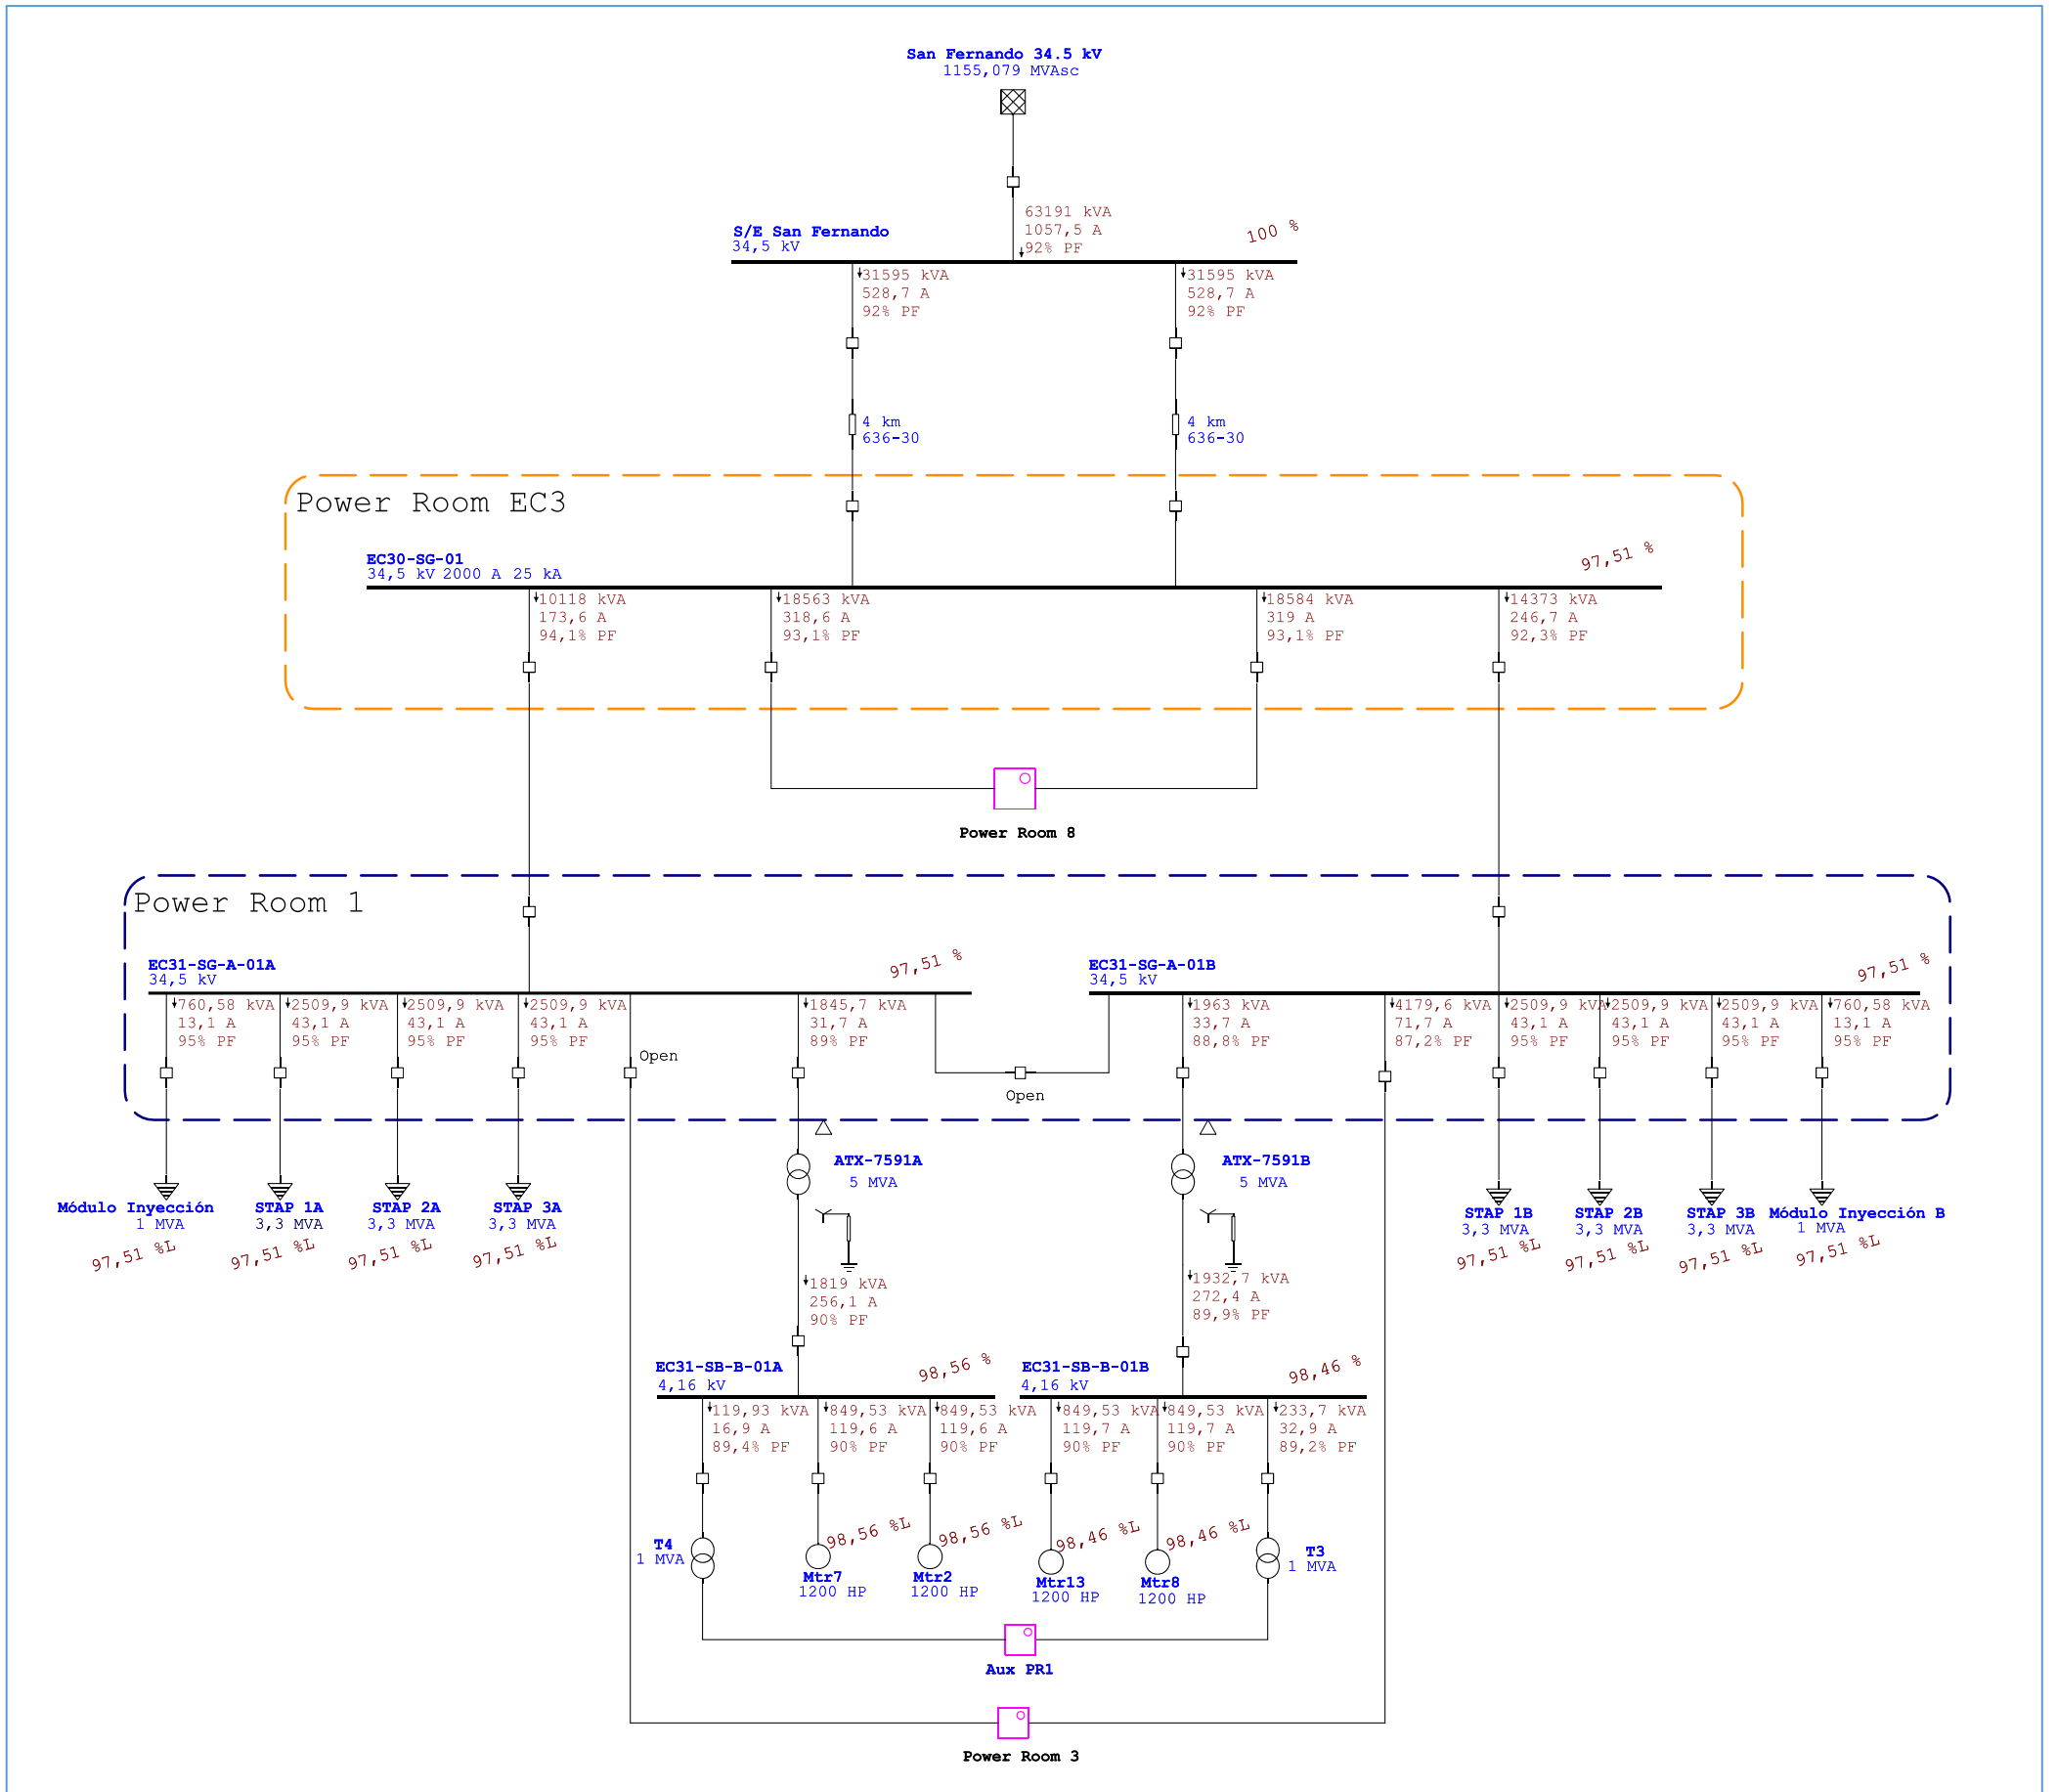 San Fernando 34.5 kV
1155,079 MVAsc
63191 kVA
1057,5 A
92% PF
100 %
S/E San Fernando
34,5 kV
31595 kVA
528,7 A
92% PF
31595 kVA
528,7 A
92% PF
4 km
636-30
4 km
636-30
Power Room EC3
EC30-SG-01
34,5 kV 2000 A 25 kA
97,51 %
10118 kVA
173,6 A
94,1% PF
18563 kVA
318,6 A
93,1% PF
18584 kVA
319 A
93,1% PF
14373 kVA
246,7 A
92,3% PF
Power Room 8
Power Room 1
EC31-SG-A-01A
34,5 kV
97,51 %
EC31-SG-A-01B
34,5 kV
97,51 %
760,58 kVA
13,1 A
95% PF
2509,9 kVA
43,1 A
95% PF
2509,9 kVA
43,1 A
95% PF
2509,9 kVA
43,1 A
95% PF
Open
1845,7 kVA
31,7 A
89% PF
Open
1963 kVA
33,7 A
88,8% PF
4179,6 kVA
71,7 A
87,2% PF
2509,9 kVA
43,1 A
95% PF
2509,9 kVA
43,1 A
95% PF
2509,9 kVA
43,1 A
95% PF
760,58 kVA
13,1 A
95% PF
ATX-7591A
5 MVA
ATX-7591B
5 MVA
Módulo Inyección
1 MVA
97,51 %L
STAP 1A
3,3 MVA
97,51 %L
STAP 2A
3,3 MVA
97,51 %L
STAP 3A
3,3 MVA
97,51 %L
STAP 1B
3,3 MVA
97,51 %L
STAP 2B
3,3 MVA
97,51 %L
STAP 3B
3,3 MVA
97,51 %L
Módulo Inyección B
1 MVA
97,51 %L
1819 kVA
256,1 A
90% PF
1932,7 kVA
272,4 A
89,9% PF
EC31-SB-B-01A
4,16 kV
98,56 %
EC31-SB-B-01B
4,16 kV
98,46 %
119,93 kVA
16,9 A
89,4% PF
849,53 kVA
119,6 A
90% PF
849,53 kVA
119,6 A
90% PF
849,53 kVA
119,7 A
90% PF
849,53 kVA
119,7 A
90% PF
233,7 kVA
32,9 A
89,2% PF
T4
1 MVA
98,56 %L
Mtr7
1200 HP
98,56 %L
Mtr2
1200 HP
98,46 %L
Mtr13
1200 HP
98,46 %L
Mtr8
1200 HP
T3
1 MVA
Aux PR1
Power Room 3